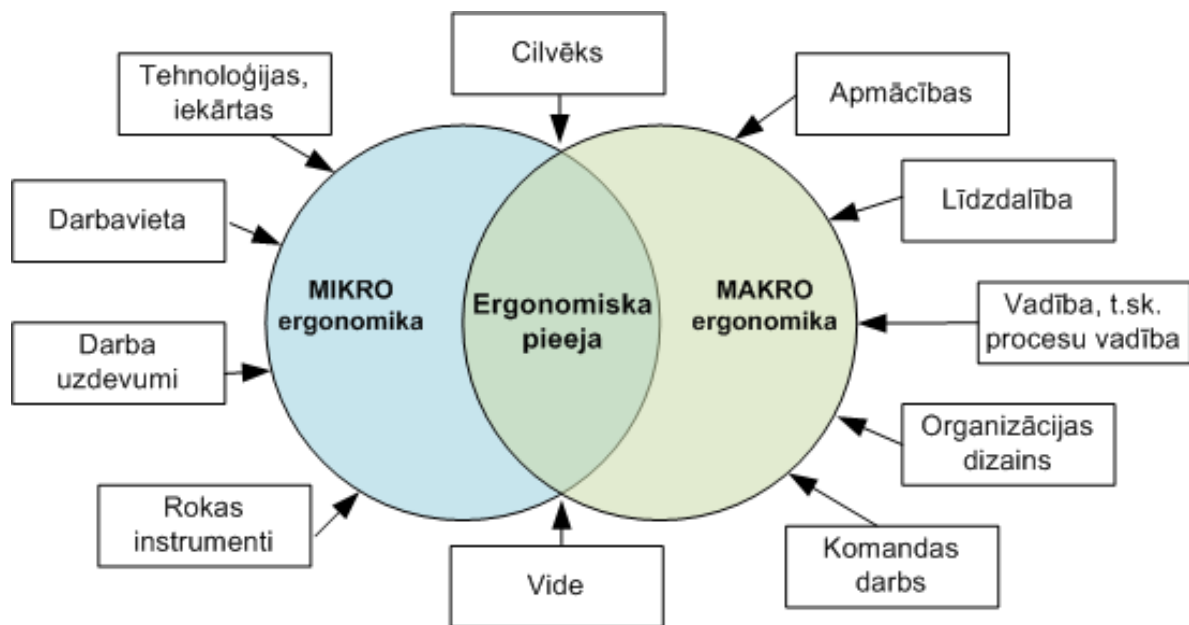 Cilvēks
Tehnoloģijas,
iekārtas
Apmācības
Darbavieta
Līdzdalība
MIKRO
ergonomika
Ergonomiska
pieeja
MAKRO
ergonomika
Vadība, t.sk.
procesu vadība
Darba
uzdevumi
Organizācijas
dizains
Rokas
instrumenti
Komandas
darbs
Vide